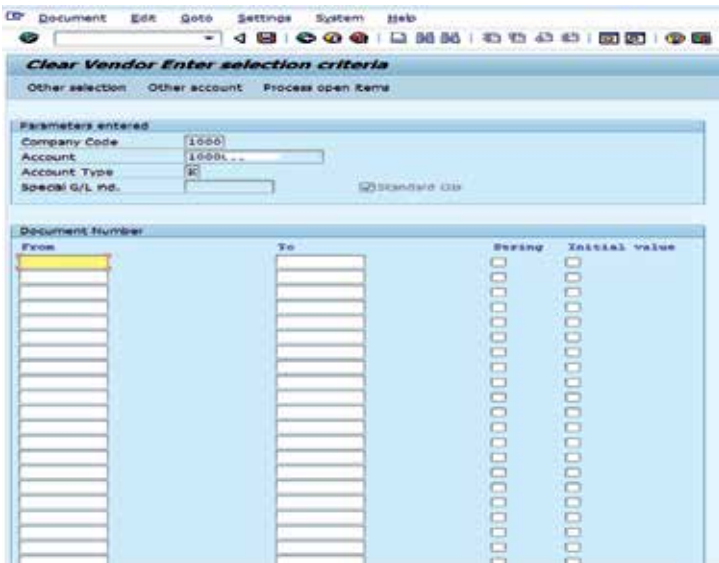 Document Edit Goto Settings System Help
Clear Vendor Enter selection criteria
Other selection Other account Process open items
Parameters entered
Company Code 1000
Account
Account Type K
Special G/L ind. Standard OIs
Document Number
From To String Initial value